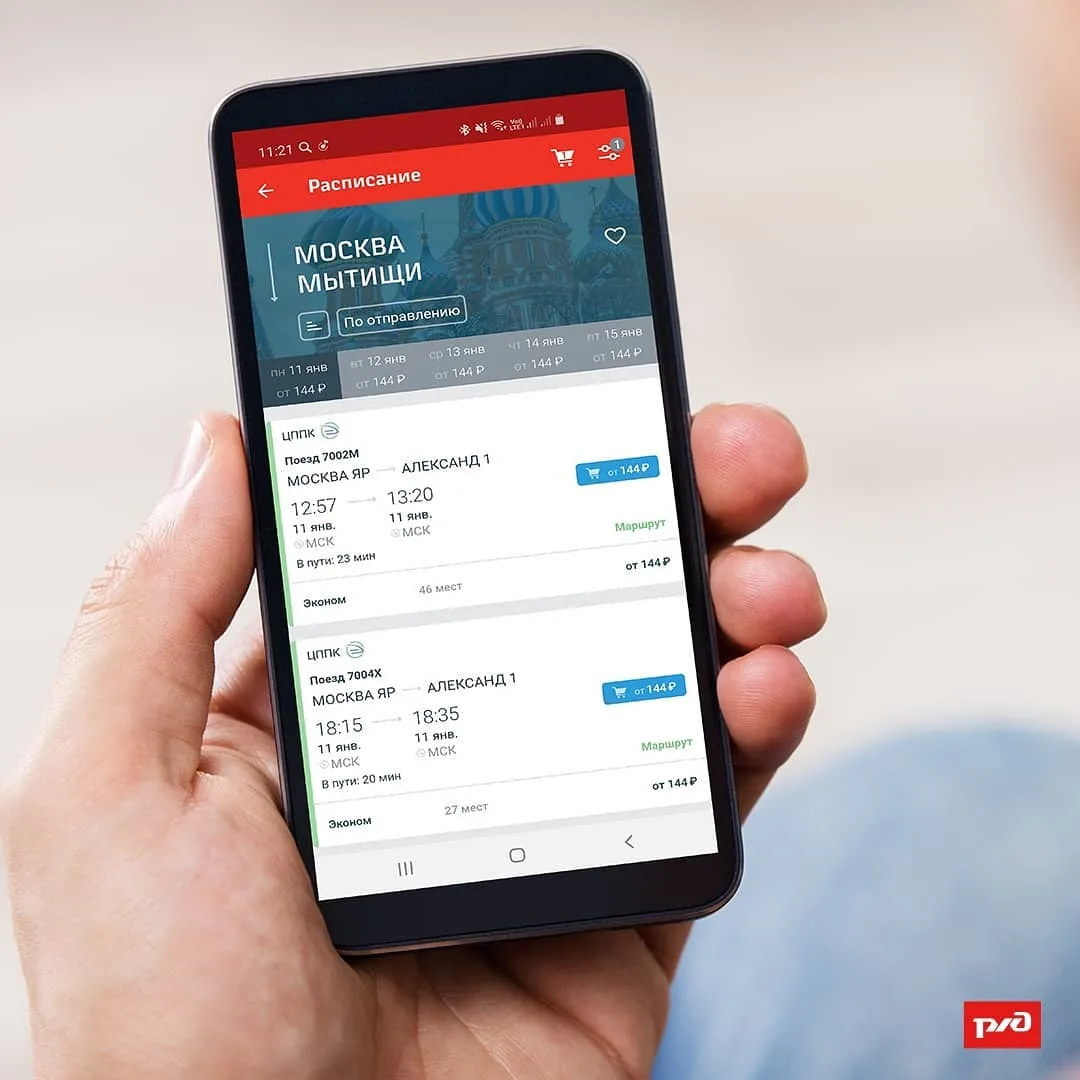 11:21
VoLTE1
Расписание
1
МОСКВА
МЫТИЩИ
По отправлению
пн 11 янв
от 144 ₽
вт 12 янв
от 144 ₽
ср 13 янв
от 144 ₽
чт 14 янв
от 144 ₽
пт 15 янв
от 144 ₽
ЦППК
Поезд 7002М
МОСКВА ЯР → АЛЕКСАНД 1
12:57 → 13:20
11 янв. 11 янв.
МСК МСК
В пути: 23 мин
от 144 ₽
Маршрут
Эконом 46 мест от 144 ₽
ЦППК
Поезд 7004Х
МОСКВА ЯР → АЛЕКСАНД 1
18:15 → 18:35
11 янв. 11 янв.
МСК МСК
В пути: 20 мин
от 144 ₽
Маршрут
Эконом 27 мест от 144 ₽
ржд